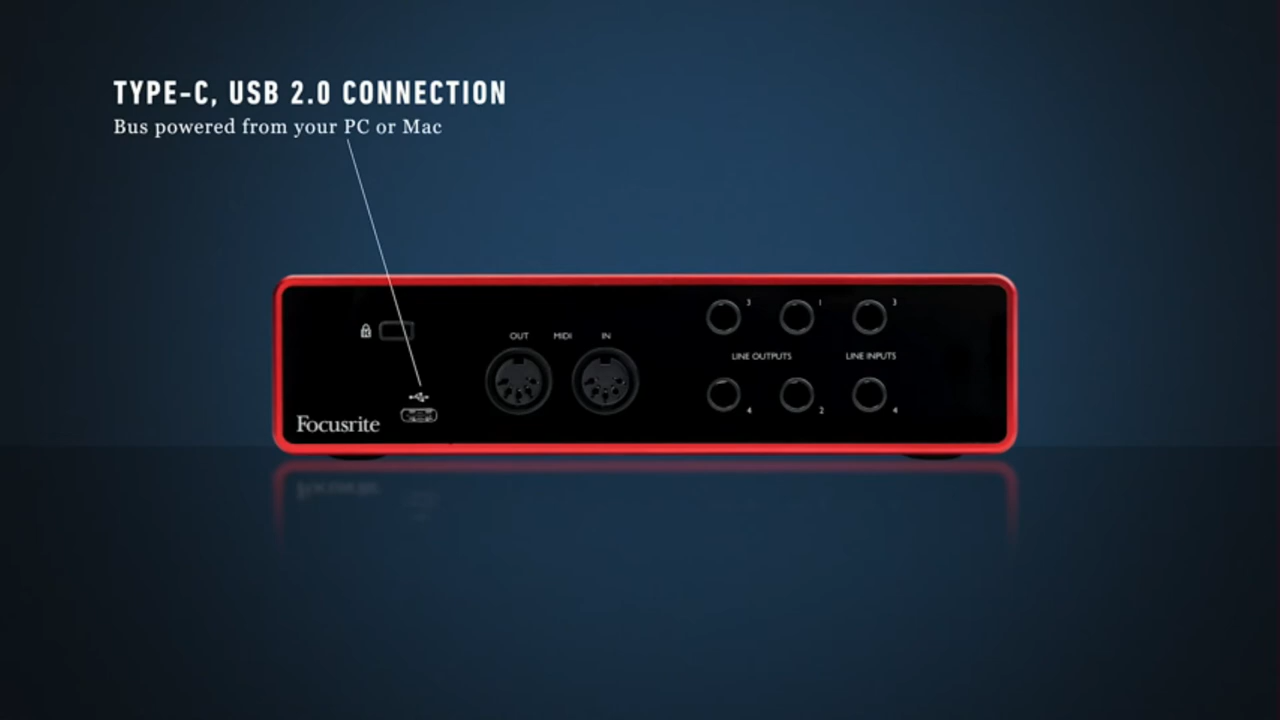 TYPE-C, USB 2.0 CONNECTION
Bus powered from your PC or Mac
3 1 3
OUT MIDI IN
LINE OUTPUTS LINE INPUTS
4 2 4
Focusrite